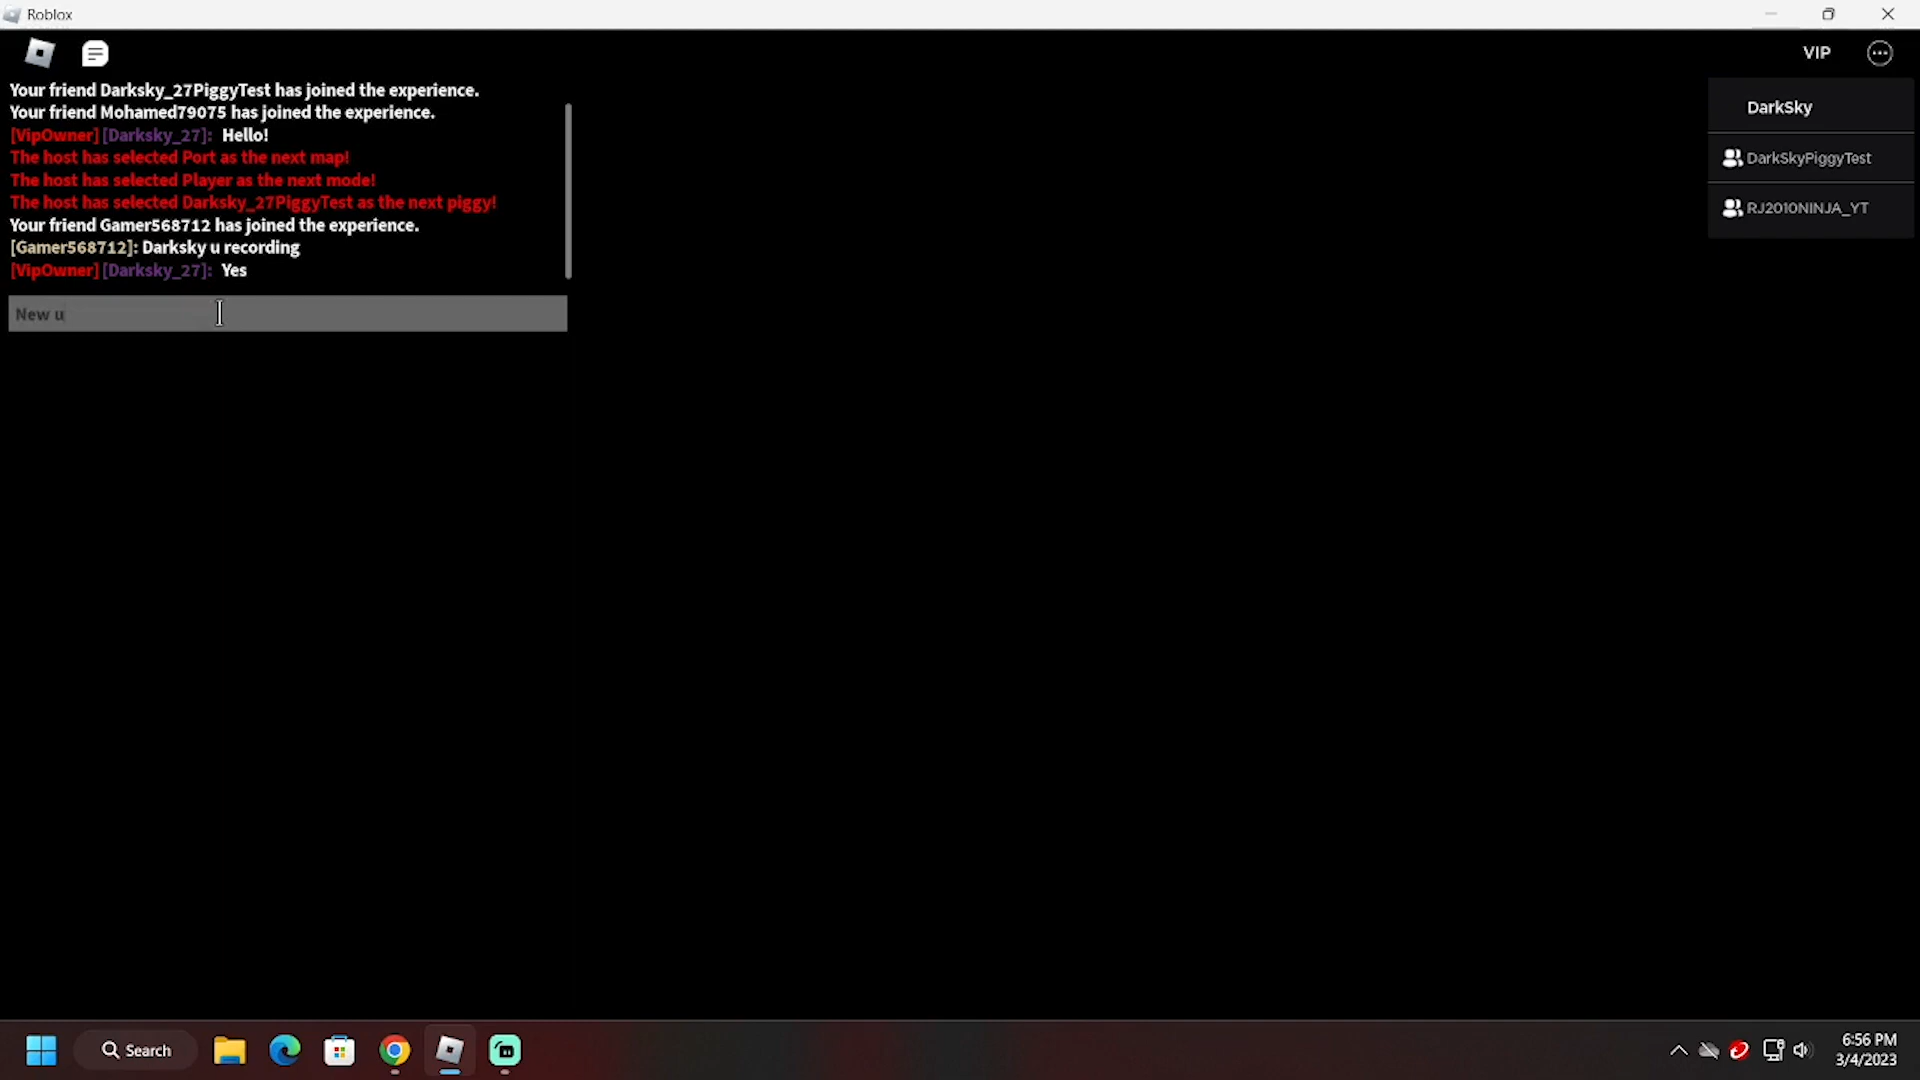 Roblox
VIP
Your friend Darksky_27PiggyTest has joined the experience.
Your friend Mohamed79075 has joined the experience.
[VipOwner] [Darksky_27]: Hello!
The host has selected Port as the next map!
The host has selected Player as the next mode!
The host has selected Darksky_27PiggyTest as the next piggy!
Your friend Gamer568712 has joined the experience.
[Gamer568712]: Darksky u recording
[VipOwner] [Darksky_27]: Yes
New u
DarkSky
DarkSkyPiggyTest
RJ2010NINJA_YT
Search
6:56 PM
3/4/2023